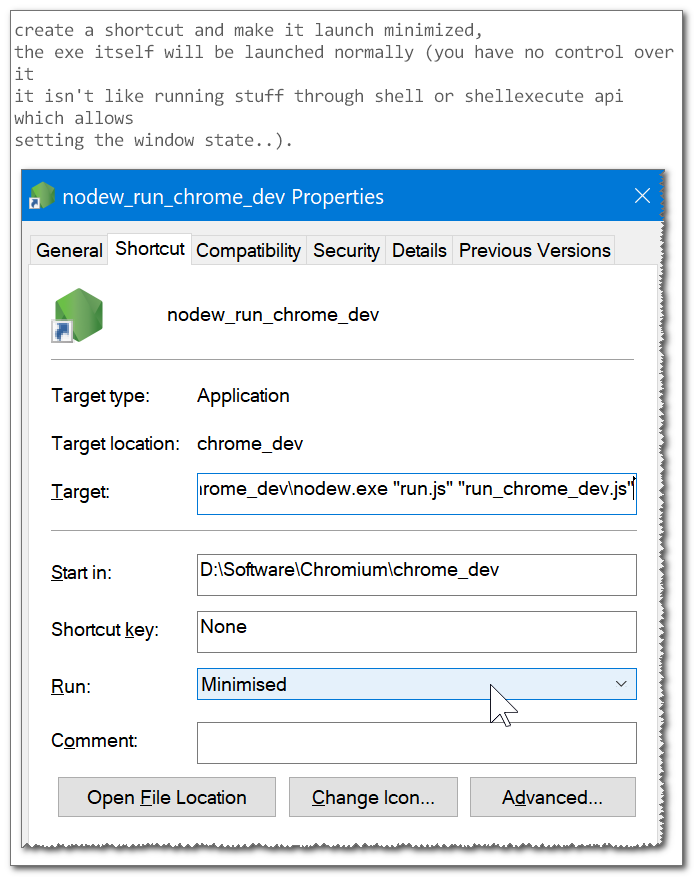 create a shortcut and make it launch minimized,
the exe itself will be launched normally (you have no control over
it
it isn't like running stuff through shell or shellexecute api
which allows
setting the window state..).
nodew_run_chrome_dev Properties
General Shortcut Compatibility Security Details Previous Versions
nodew_run_chrome_dev
Target type: Application
Target location: chrome_dev
Target: rome_dev\nodew.exe "run.js" "run_chrome_dev.js"
Start in: D:\Software\Chromium\chrome_dev
Shortcut key: None
Run: Minimised
Comment:
Open File Location Change Icon... Advanced...